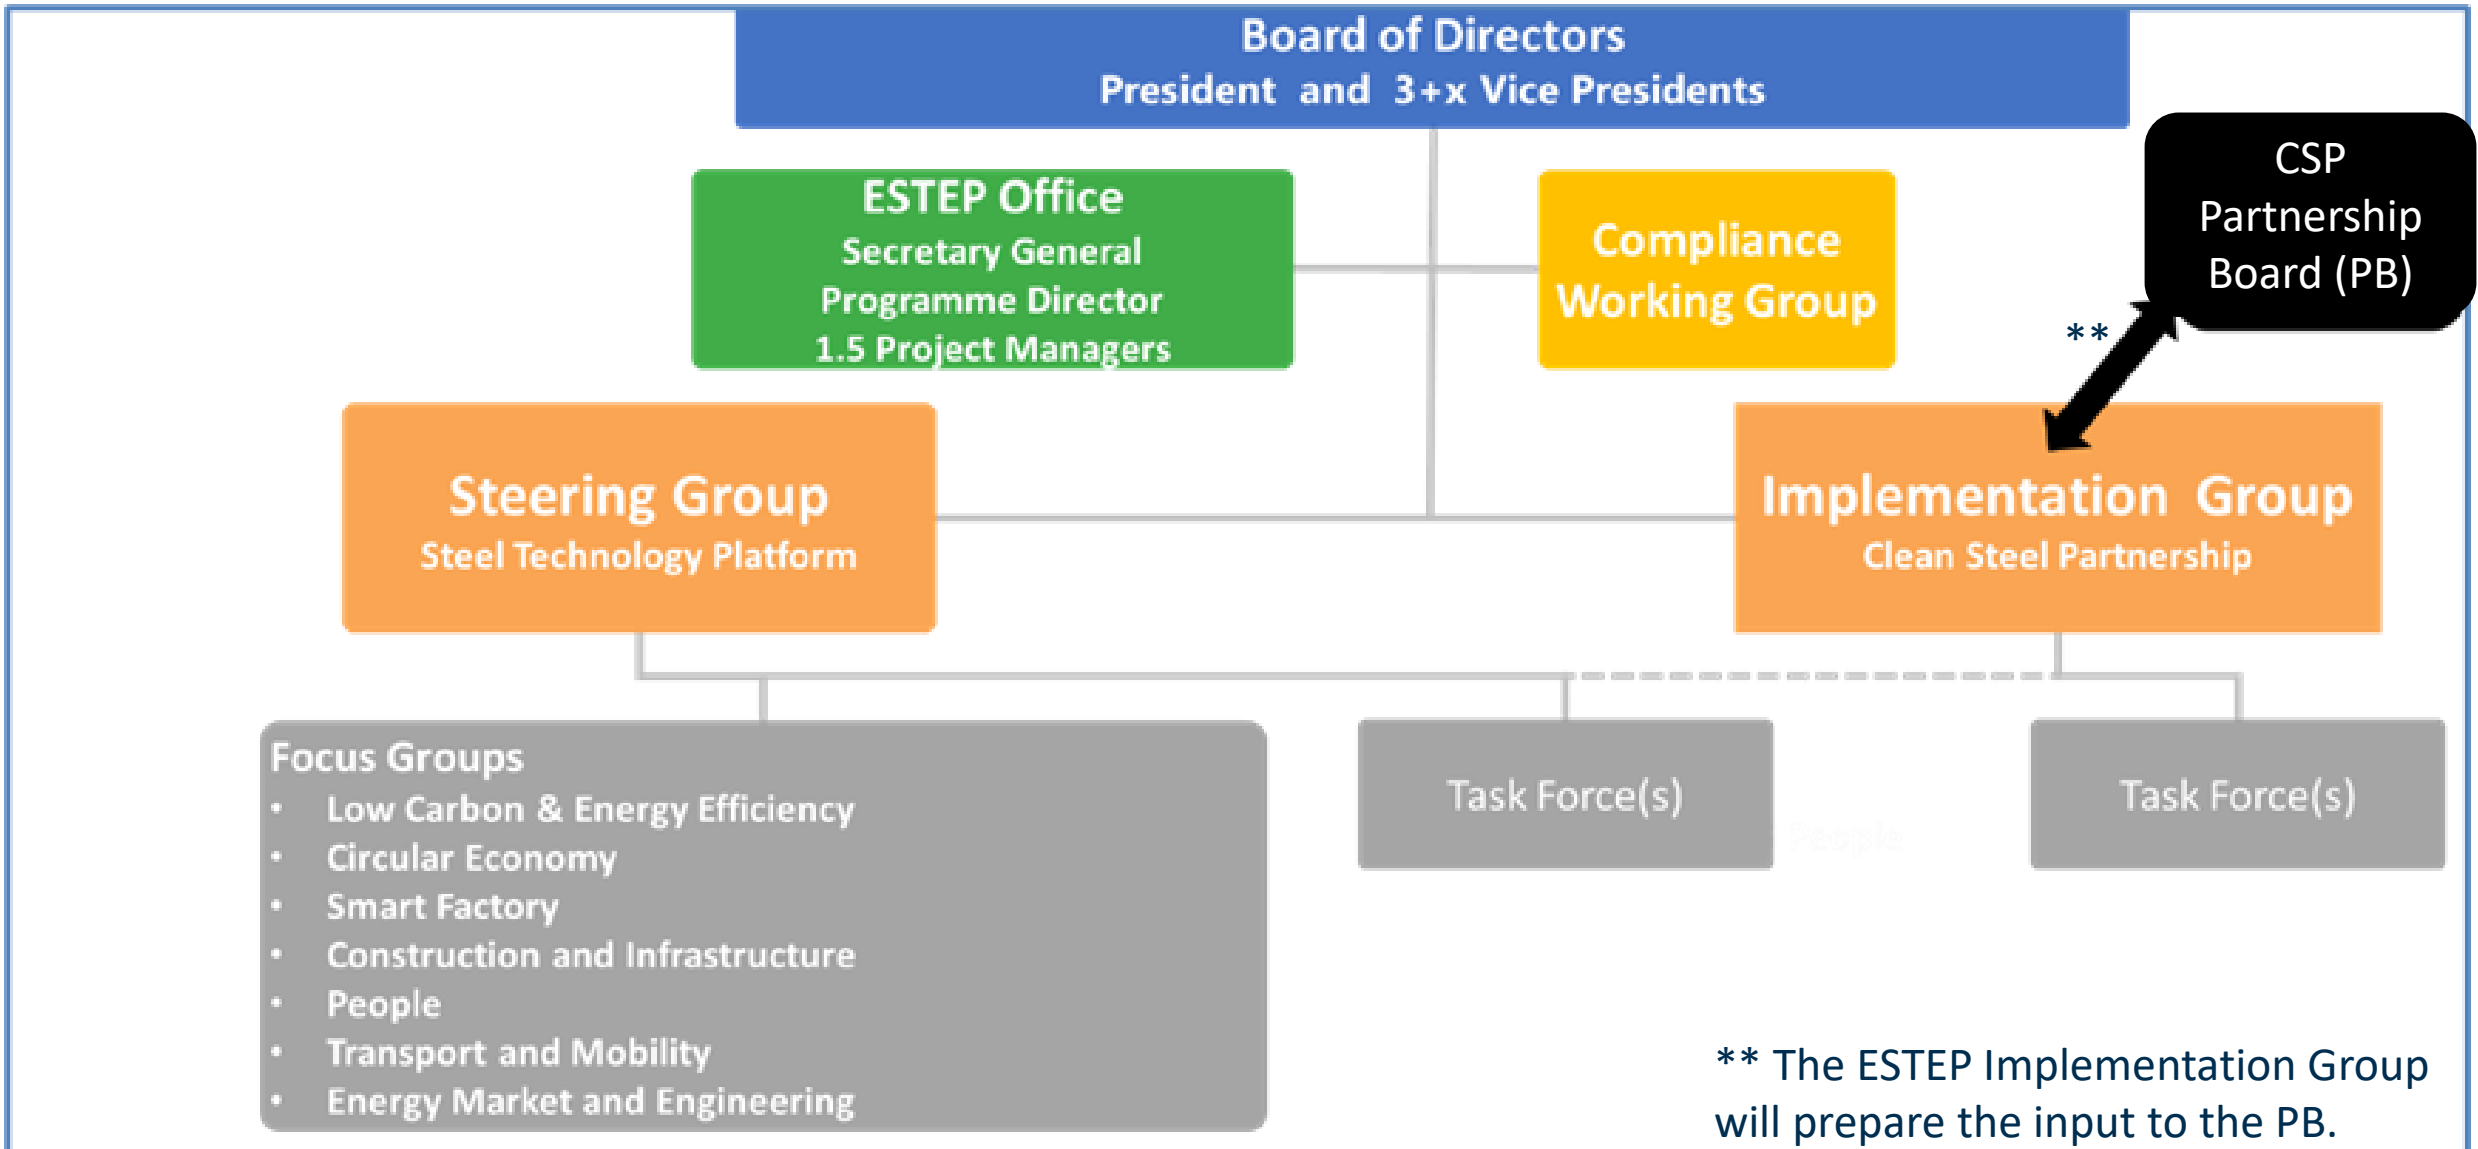 Board of Directors
President and 3+x Vice Presidents
CSP
Partnership
Board (PB)
ESTEP Office
Secretary General
Programme Director
1.5 Project Managers
Compliance
Working Group
**
Steering Group
Steel Technology Platform
Implementation Group
Clean Steel Partnership
Focus Groups
• Low Carbon & Energy Efficiency
• Circular Economy
• Smart Factory
• Construction and Infrastructure
• People
• Transport and Mobility
• Energy Market and Engineering
Task Force(s)
People
Task Force(s)
** The ESTEP Implementation Group
will prepare the input to the PB.